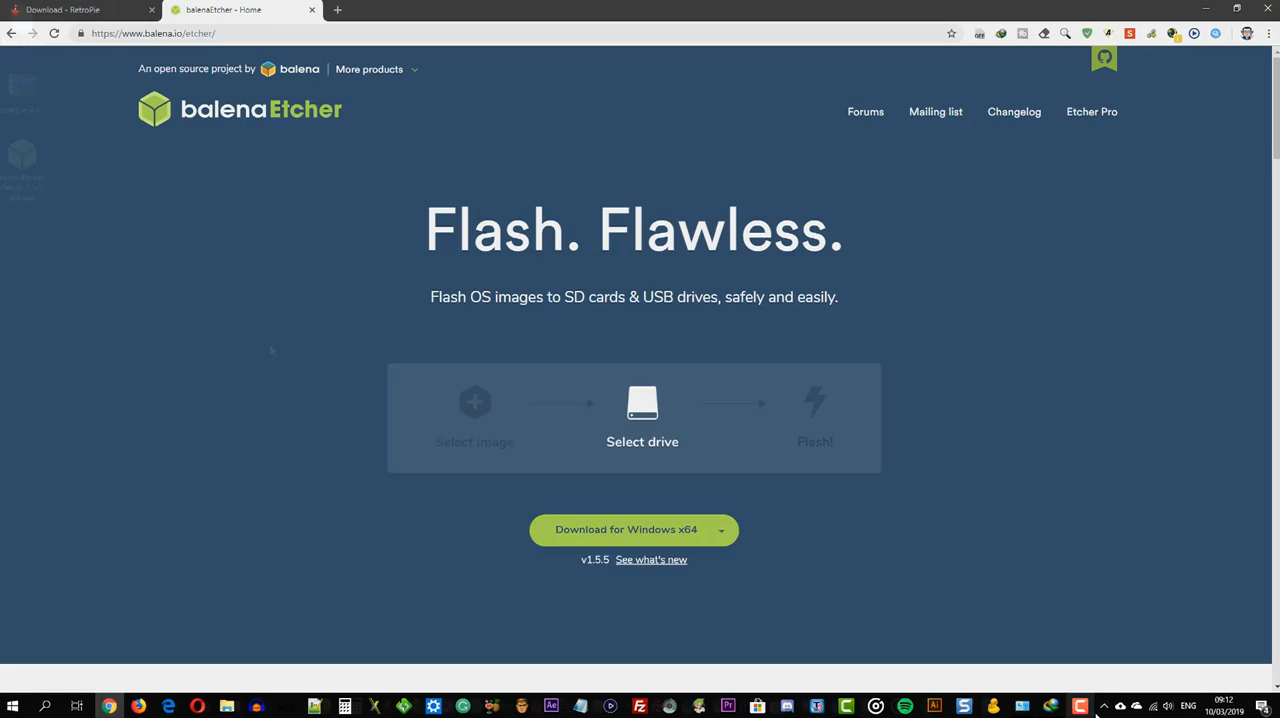 Download - RetroPie
balenaEtcher - Home
https://www.balena.io/etcher/
An open source project by balena More products
balenaEtcher
Forums Mailing list Changelog Etcher Pro
Flash. Flawless.
Flash OS images to SD cards & USB drives, safely and easily.
Select image Select drive Flash!
Download for Windows x64
v1.5.5 See what's new
ENG
09:12
10/03/2019